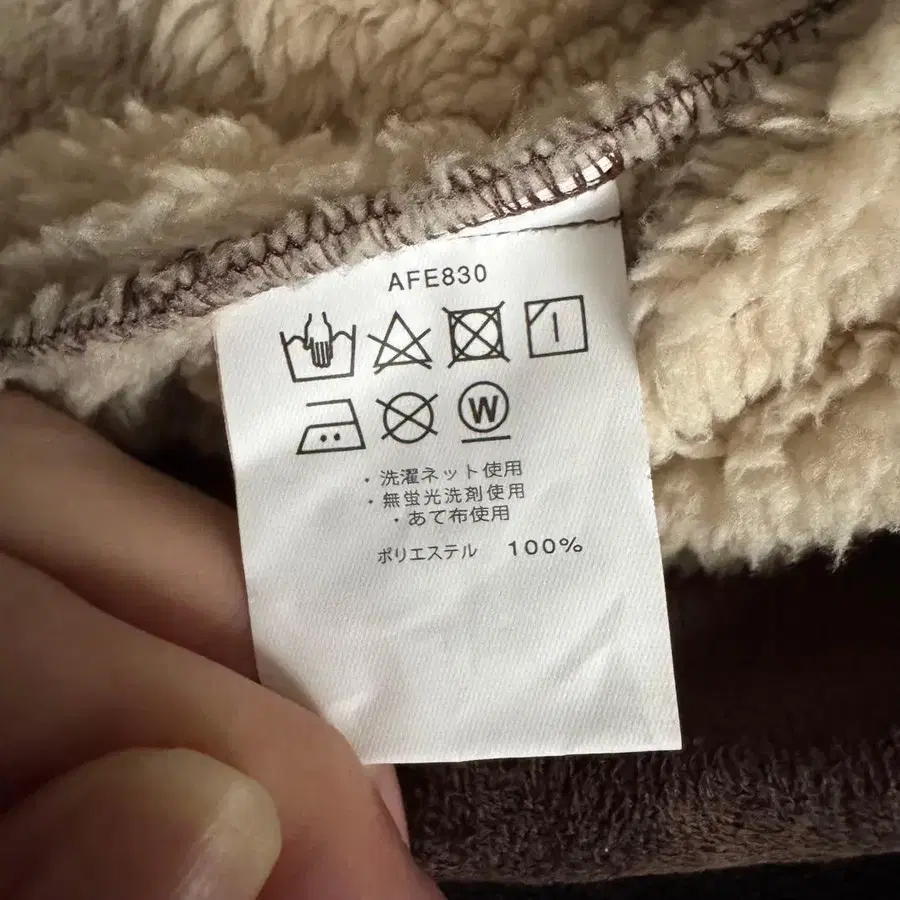 AFE830
W
・洗濯ネット使用
・無蛍光洗剤使用
・あて布使用
ポリエステル 100%